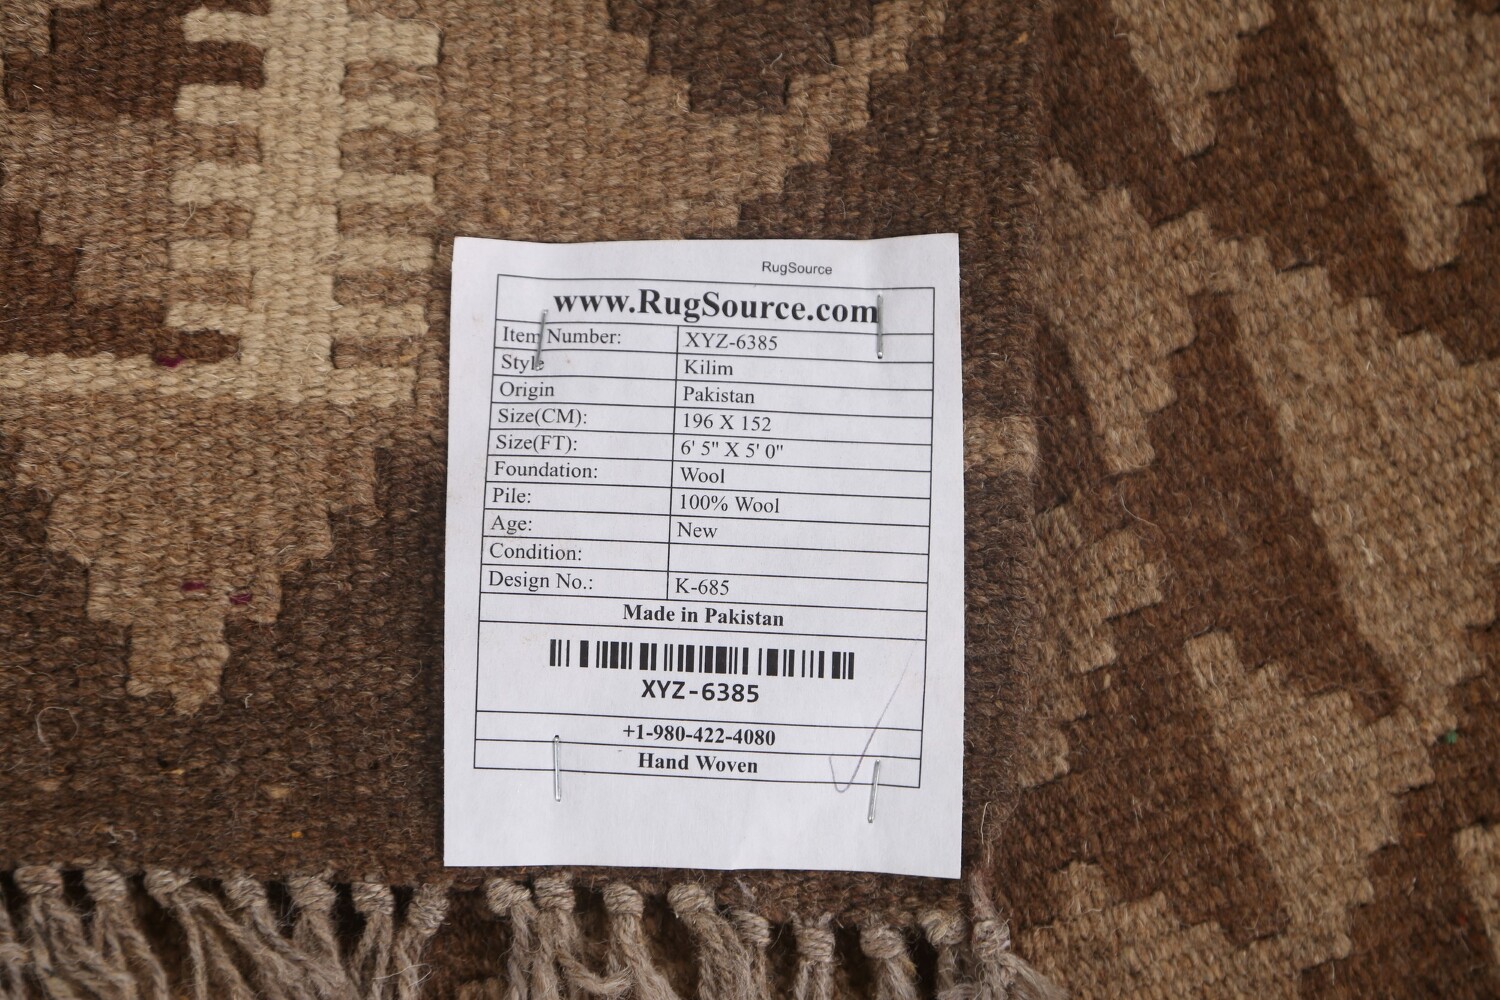 RugSource
www.RugSource.com
Item Number: XYZ-6385
Style Kilim
Origin Pakistan
Size(CM): 196 X 152
Size(FT): 6' 5" X 5' 0"
Foundation: Wool
Pile: 100% Wool
Age: New
Condition:
Design No.: K-685
Made in Pakistan
XYZ-6385
+1-980-422-4080
Hand Woven